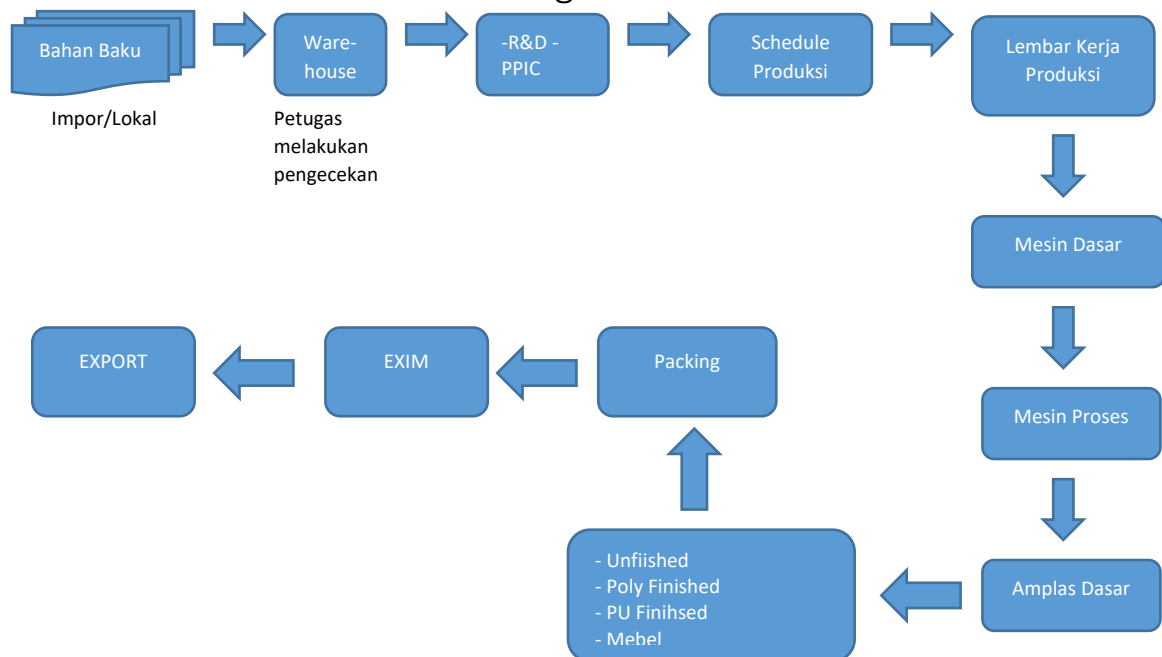 Bahan Baku
Impor/Lokal
Ware-
house
Petugas
melakukan
pengecekan
-R&D -
PPIC
Schedule
Produksi
Lembar Kerja
Produksi
Mesin Dasar
Mesin Proses
Amplas Dasar
- Unfiished
- Poly Finished
- PU Finihsed
- Mebel
Packing
EXIM
EXPORT